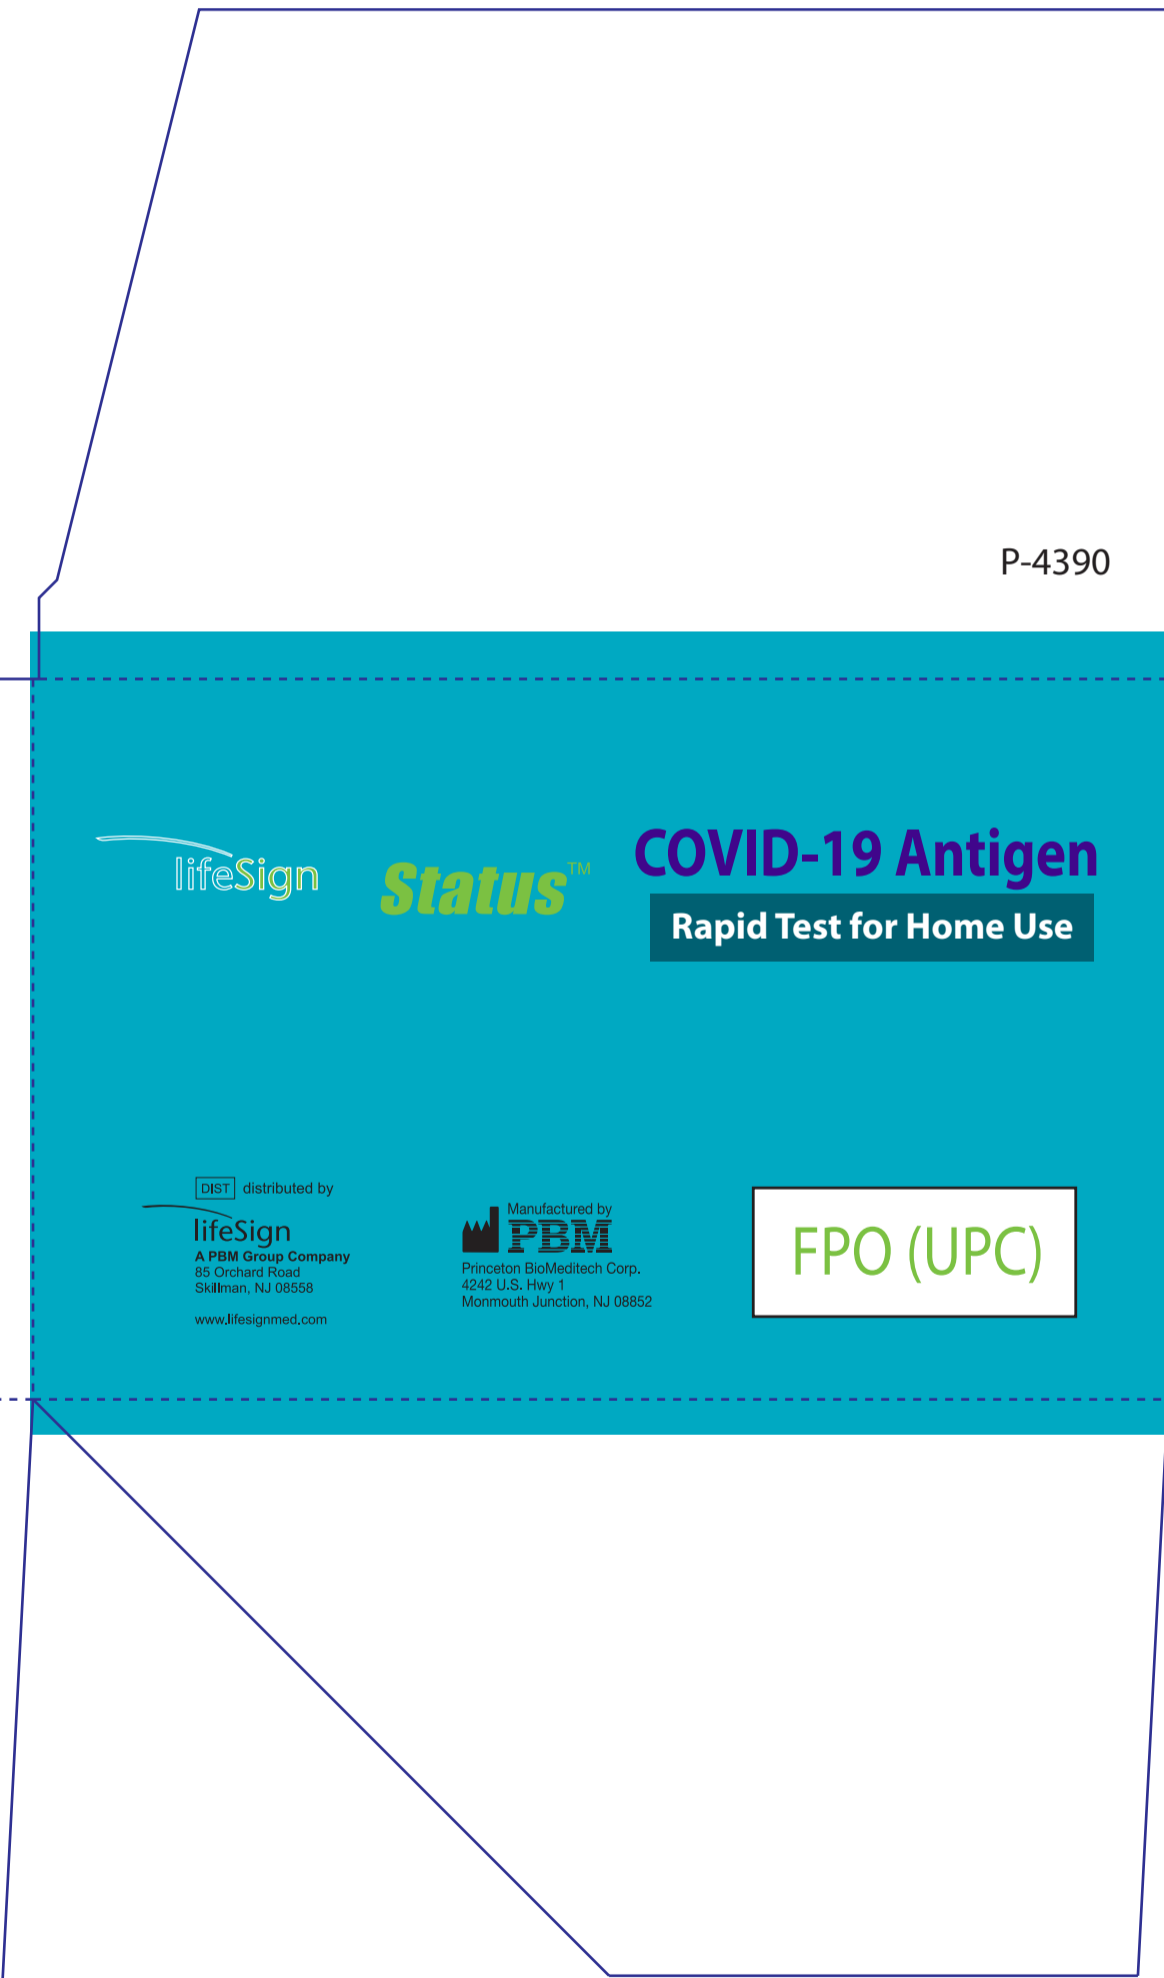 P-4390
lifeSign
Status™
COVID-19 Antigen
Rapid Test for Home Use
DIST distributed by
lifeSign
A PBM Group Company
85 Orchard Road
Skillman, NJ 08558
www.lifesignmed.com
Manufactured by
PBM
Princeton BioMeditech Corp.
4242 U.S. Hwy 1
Monmouth Junction, NJ 08852
FPO (UPC)